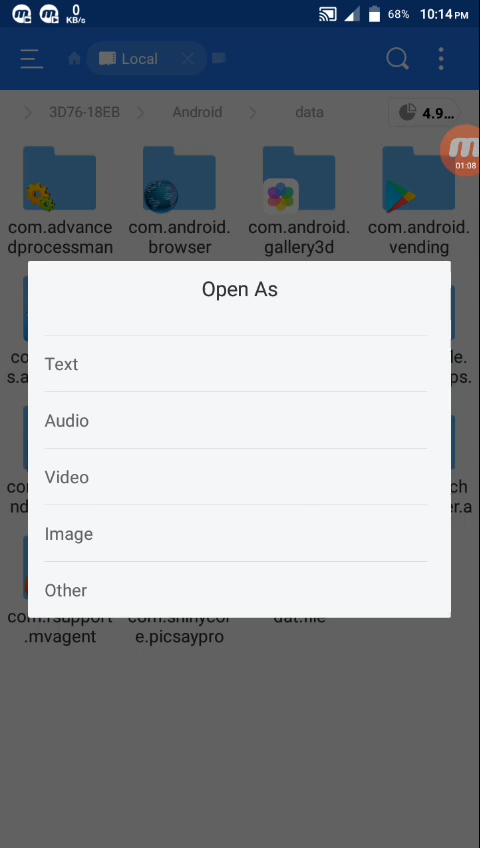 0
KB/s
68%
10:14 PM
Local
3D76-18EB
Android
data
4.9...
01:08
com.advance
dprocessman
com.android.
browser
com.android.
gallery3d
com.android.
vending
Open As
Text
Audio
Video
Image
Other
com.rsupport
.mvagent
com.shinycor
e.picsaypro
dat.file